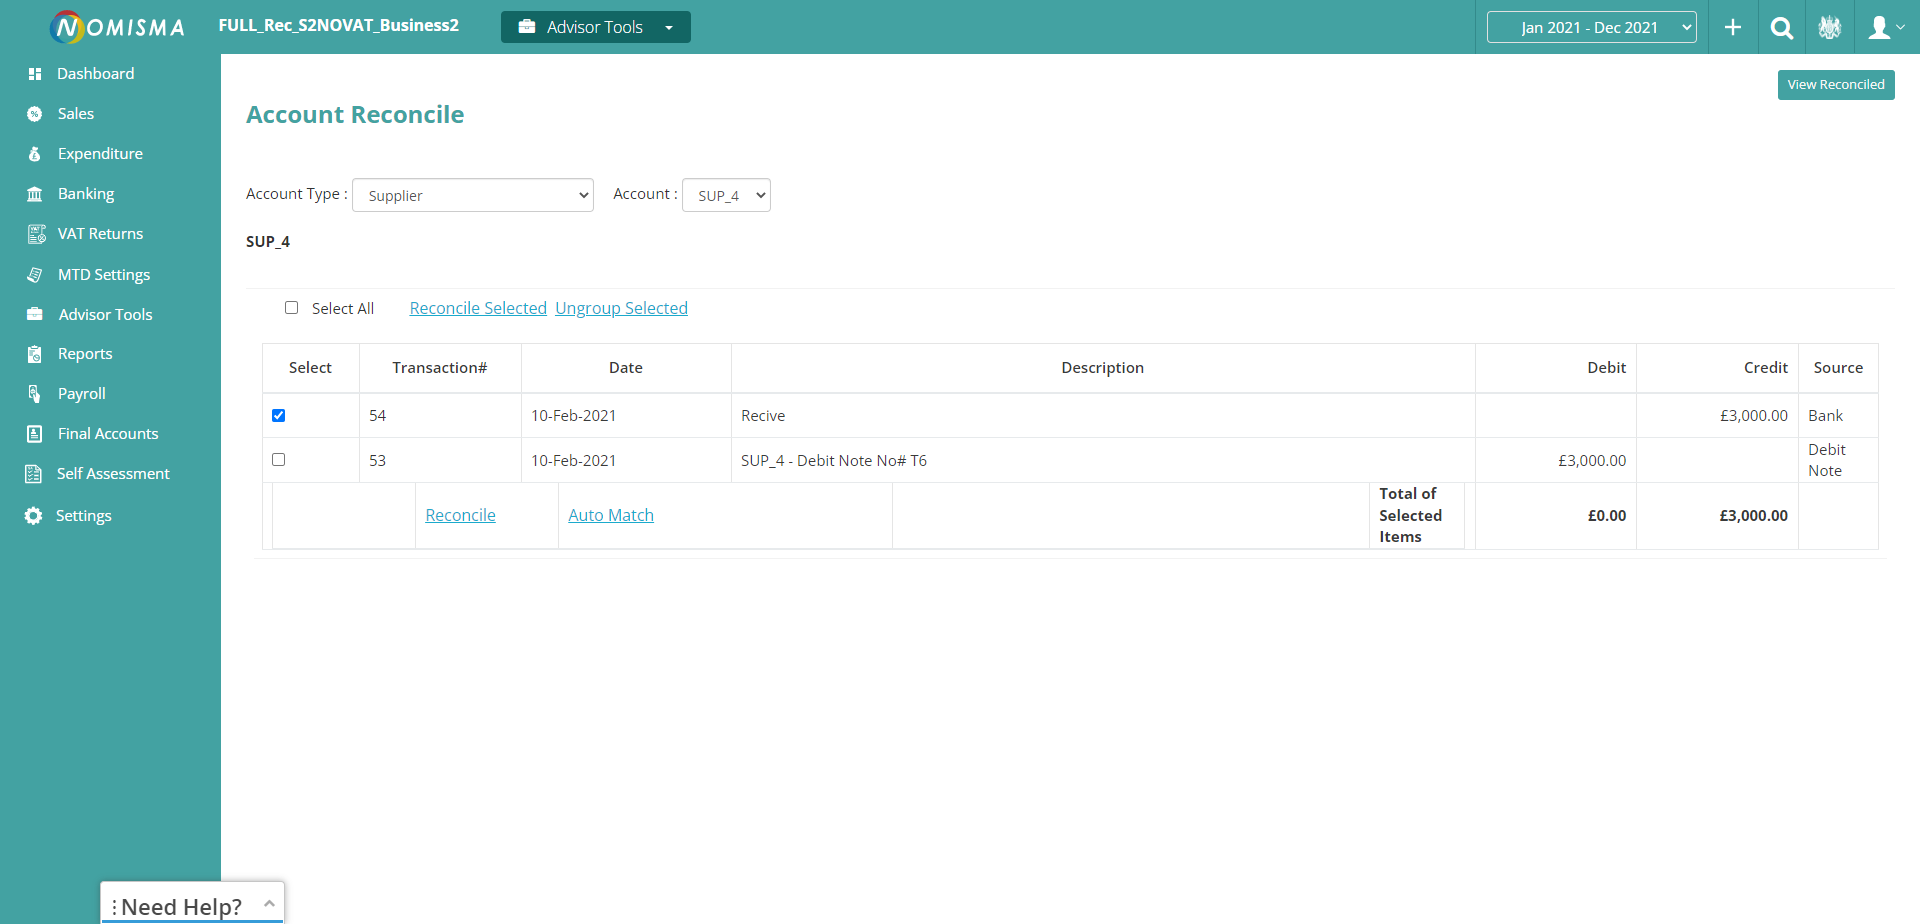 NOMISMA
FULL_Rec_S2NOVAT_Business2
Advisor Tools
Jan 2021 - Dec 2021
Dashboard
Sales
Expenditure
Banking
VAT Returns
MTD Settings
Advisor Tools
Reports
Payroll
Final Accounts
Self Assessment
Settings
View Reconciled
Account Reconcile
Account Type : Supplier Account : SUP_4
SUP_4
Select All Reconcile Selected Ungroup Selected
Select Transaction# Date Description Debit Credit Source
54 10-Feb-2021 Recive £3,000.00 Bank
53 10-Feb-2021 SUP_4 - Debit Note No# T6 £3,000.00 Debit
Note
Reconcile Auto Match Total of
Selected
Items £0.00 £3,000.00
Need Help?